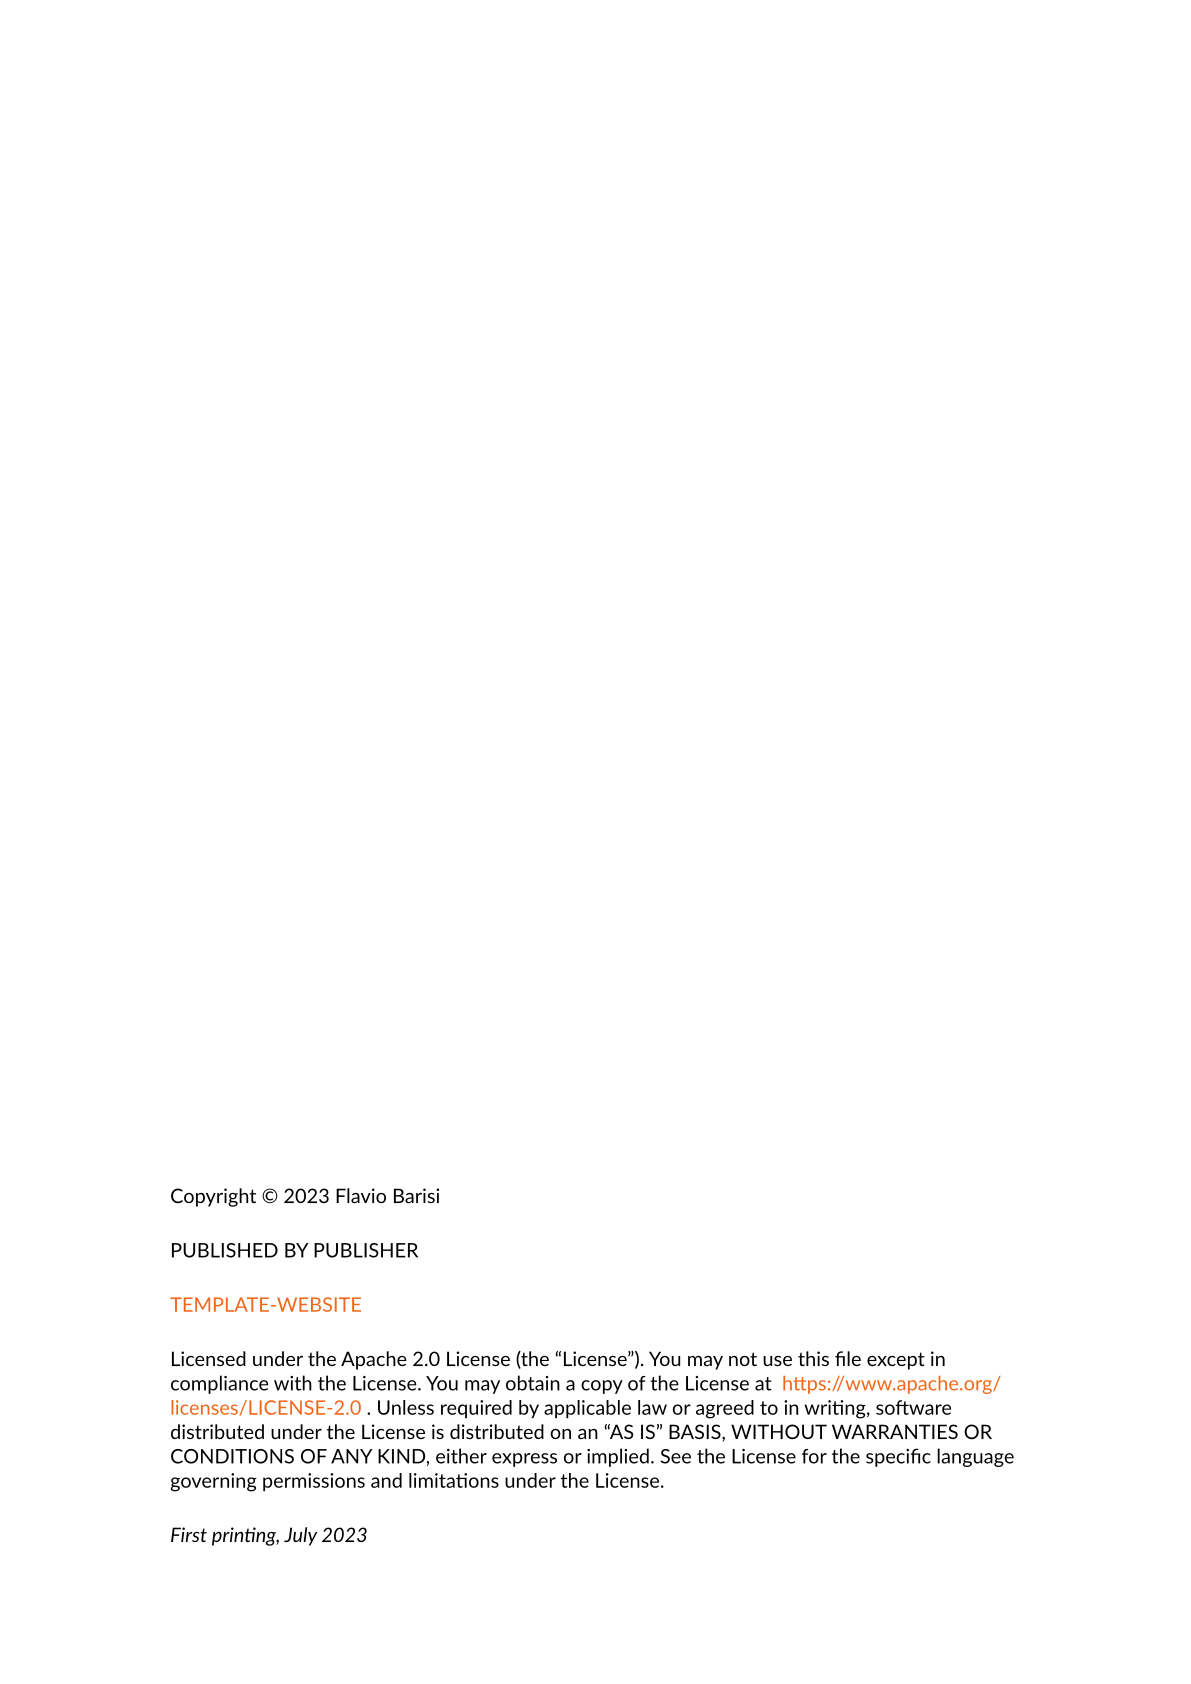 Copyright © 2023 Flavio Barisi
PUBLISHED BY PUBLISHER
TEMPLATE-WEBSITE
Licensed under the Apache 2.0 License (the “License”). You may not use this file except in
compliance with the License. You may obtain a copy of the License at https://www.apache.org/
licenses/LICENSE-2.0 . Unless required by applicable law or agreed to in writing, software
distributed under the License is distributed on an “AS IS” BASIS, WITHOUT WARRANTIES OR
CONDITIONS OF ANY KIND, either express or implied. See the License for the specific language
governing permissions and limitations under the License.
First printing, July 2023